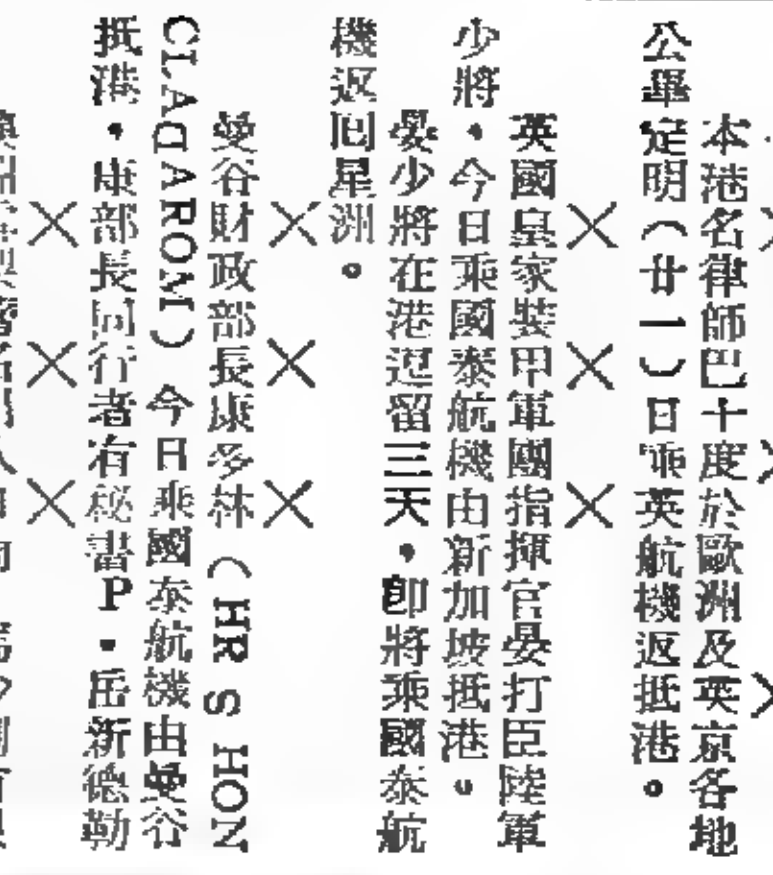 本港名律師巴十度於歐洲及英京各地
公畢定明（廿一）日乘英航機返抵港。
× × ×
英國皇家裝甲軍團指揮官晏打臣陸軍
少將，今日乘國泰航機由新加坡抵港。
晏少將在港逗留三天，即將乘國泰航
機返回星洲。
× × ×
曼谷財政部長康多林（HR S HON
CLAQAROM）今日乘國泰航機由曼谷
抵港，康部長同行者有秘書P·岳新德勒